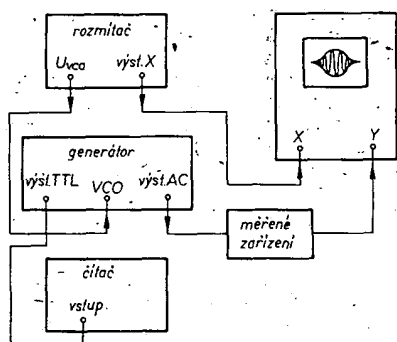 rozmítač
Uvco výst. X
X Y
generátor
výst.TTL VCO výst.AC
měřené
zařízení
čítač
vstup